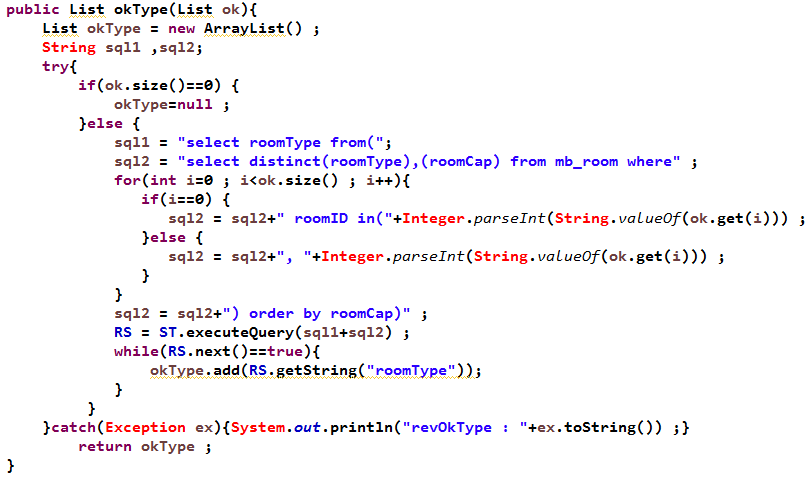 public List okType(List ok){
    List okType = new ArrayList() ;
    String sql1 ,sql2;
    try{
        if(ok.size()==0) {
            okType=null ;
        }else {
            sql1 = "select roomType from(";
            sql2 = "select distinct(roomType),(roomCap) from mb_room where" ;
            for(int i=0 ; i<ok.size() ; i++){
               if(i==0) {
                  sql2 = sql2+" roomID in("+Integer.parseInt(String.valueOf(ok.get(i))) ;
               }else {
                  sql2 = sql2+", "+Integer.parseInt(String.valueOf(ok.get(i))) ;
               }
            }
            sql2 = sql2+") order by roomCap)" ;
            RS = ST.executeQuery(sql1+sql2) ;
            while(RS.next()==true){
                okType.add(RS.getString("roomType"));
            }
         }
    }catch(Exception ex){System.out.println("revOkType : "+ex.toString()) ;}
        return okType ;
}